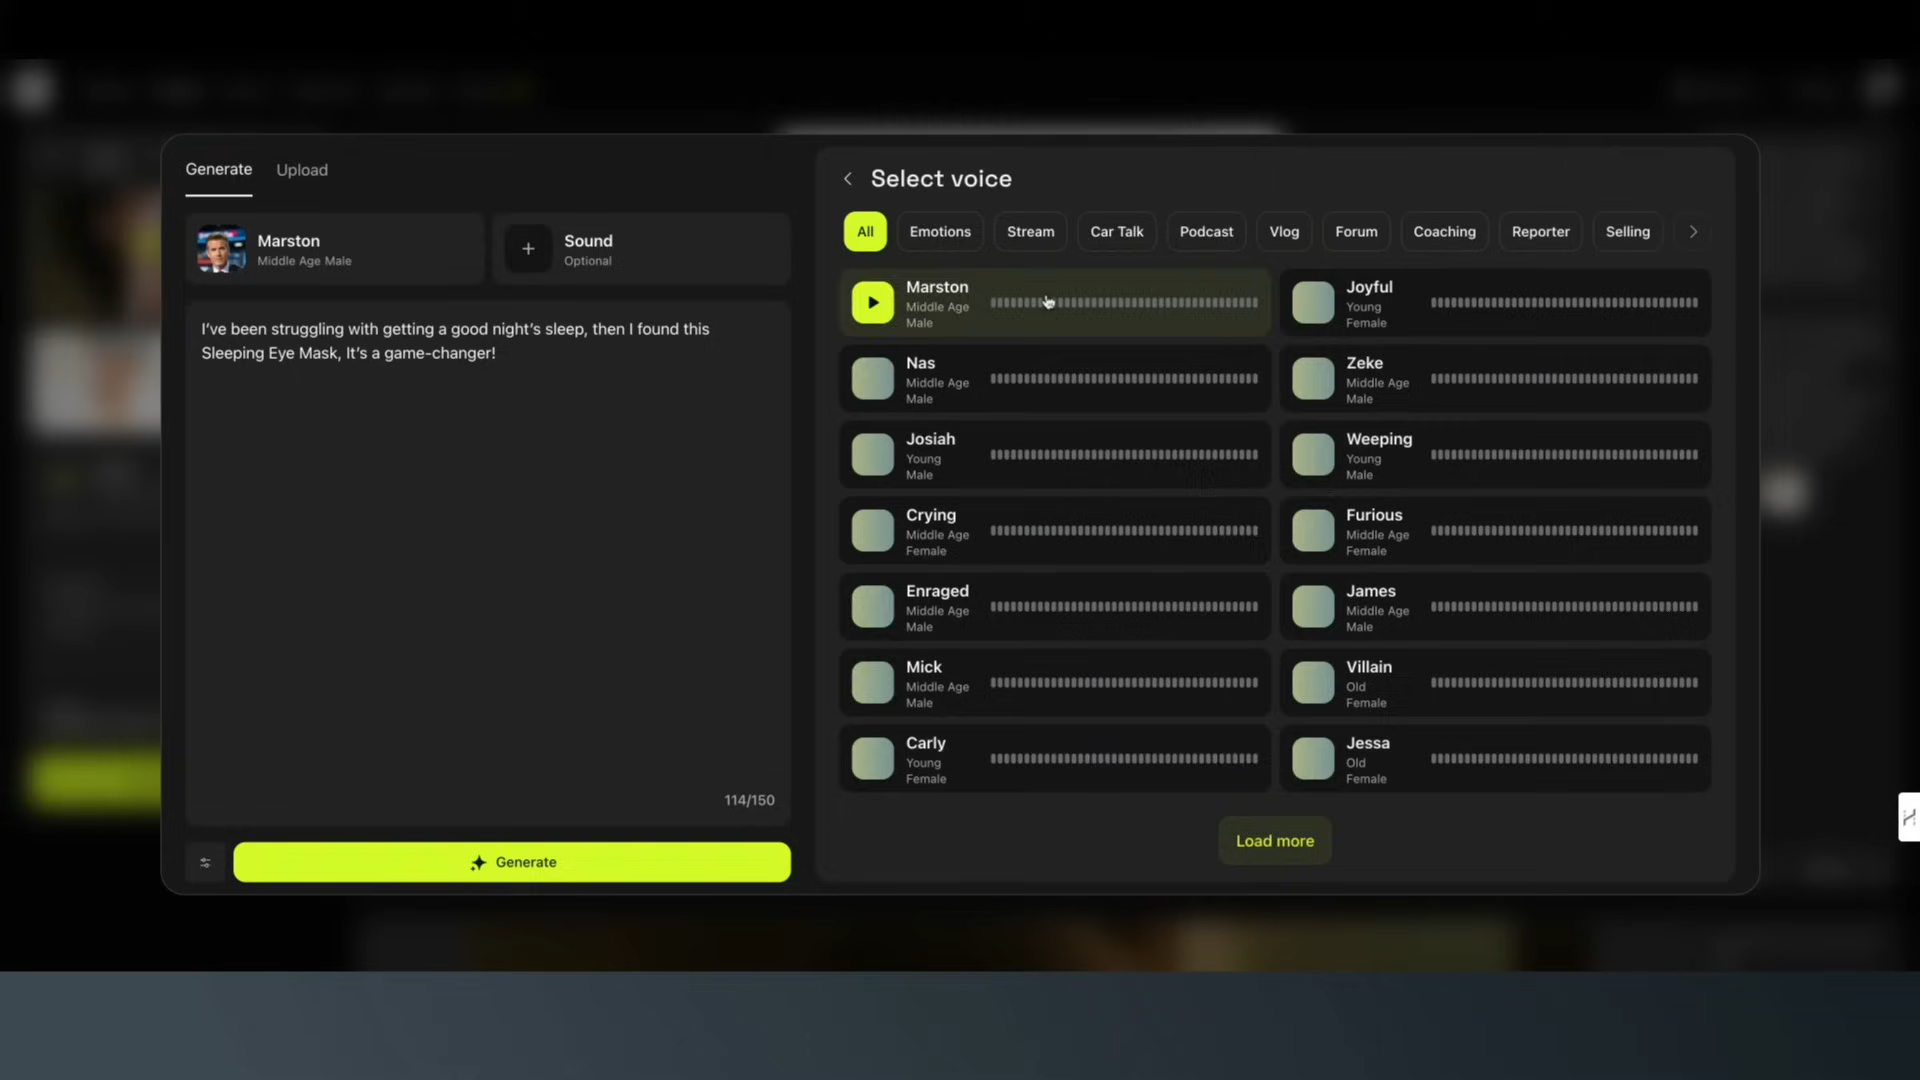 Generate Upload
Marston
Middle Age Male
Sound
Optional
I've been struggling with getting a good night's sleep, then I found this
Sleeping Eye Mask, It's a game-changer!
114/150
Generate
Select voice
All Emotions Stream Car Talk Podcast Vlog Forum Coaching Reporter Selling
Marston
Middle Age
Male
Joyful
Young
Female
Nas
Middle Age
Male
Zeke
Middle Age
Male
Josiah
Young
Male
Weeping
Young
Male
Crying
Middle Age
Female
Furious
Middle Age
Female
Enraged
Middle Age
Male
James
Middle Age
Male
Mick
Middle Age
Male
Villain
Old
Female
Carly
Young
Female
Jessa
Old
Female
Load more